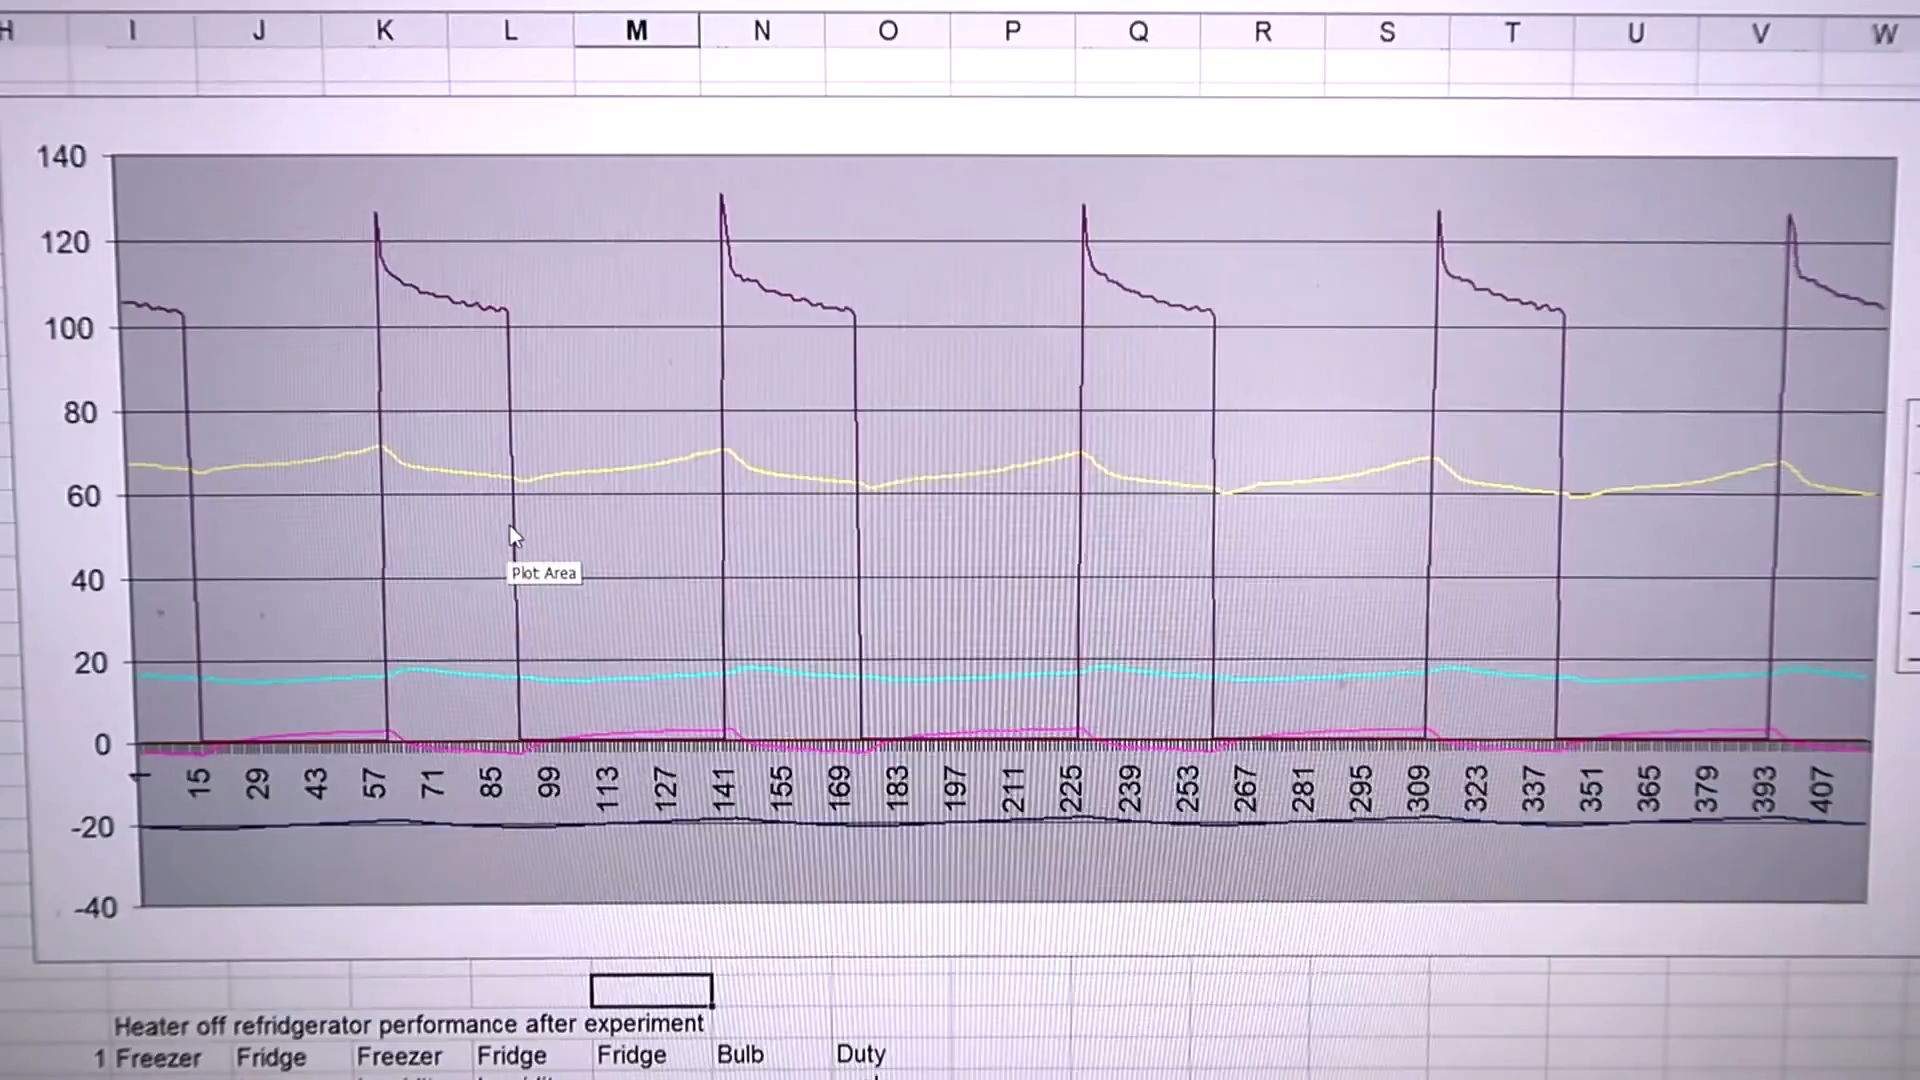 H I J K L M N O P Q R S T U V W
140
120
100
80
60
40
Plot Area
20
0
1 15 29 43 57 71 85 99 113 127 141 155 169 183 197 211 225 239 253 267 281 295 309 323 337 351 365 379 393 407
-20
-40
Heater off refridgerator performance after experiment
1 Freezer Fridge Freezer Fridge Fridge Bulb Duty